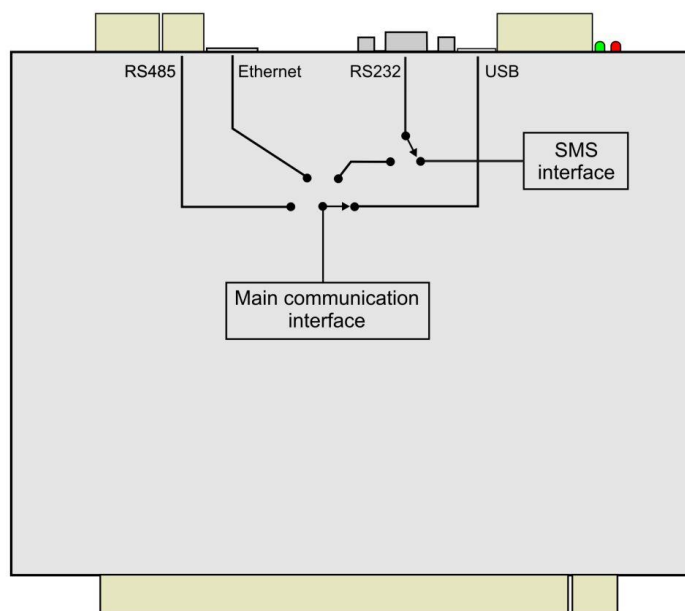 RS485
Ethernet
RS232
USB
SMS
interface
Main communication
interface